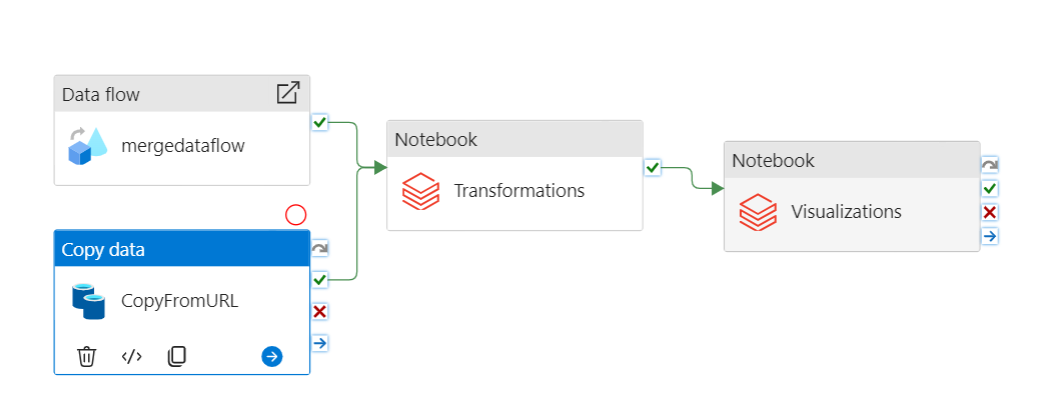 Data flow
mergedataflow
Copy data
CopyFromURL
</>
Notebook
Transformations
Notebook
Visualizations